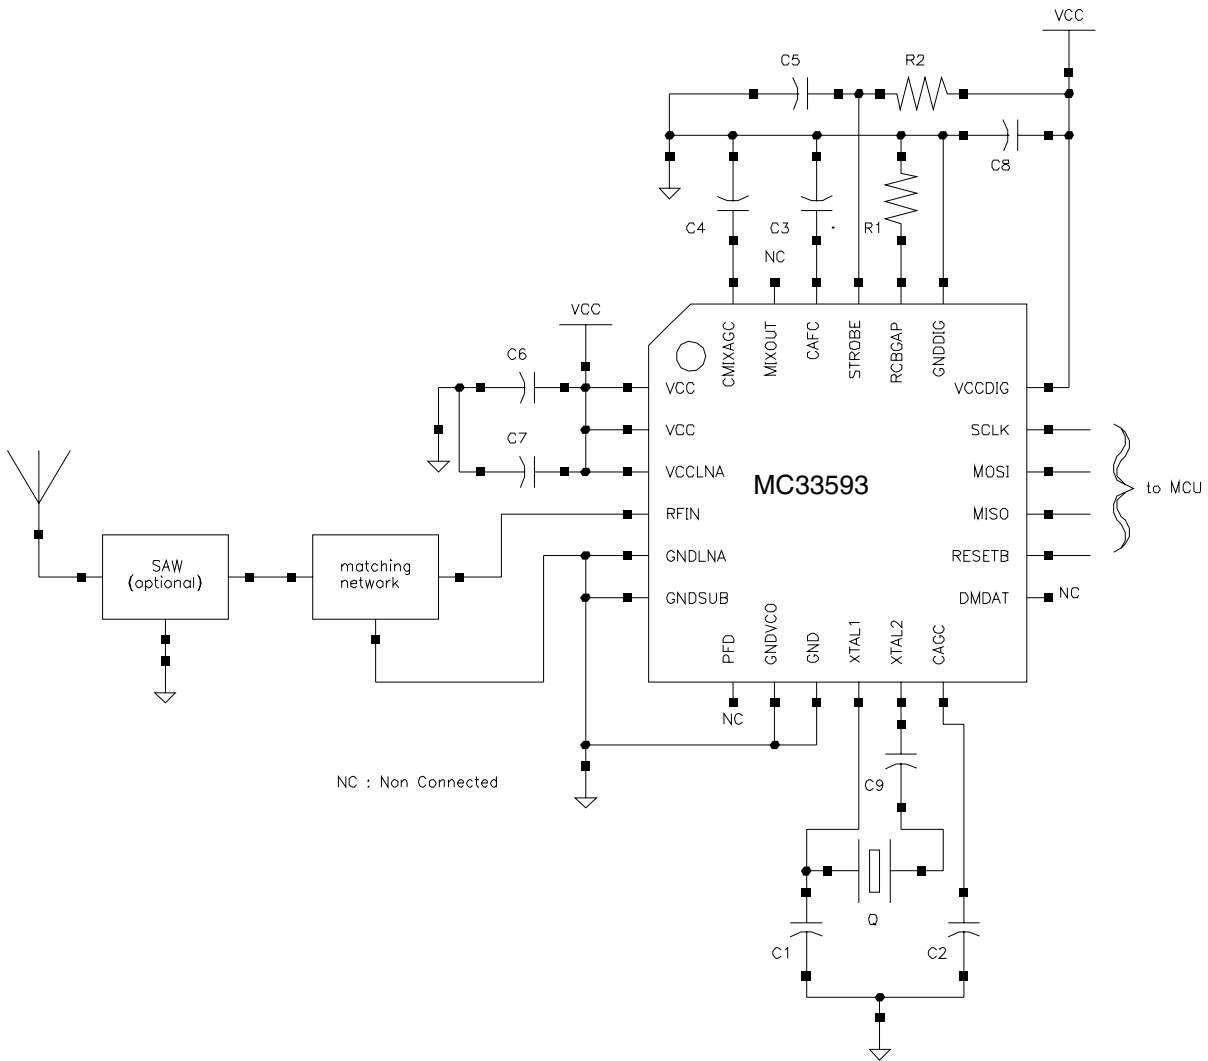 VCC
C5
R2
C8
C4
C3
R1
NC
VCC
C6
C7
CMIXAGC
MIXOUT
CAFC
STROBE
RCBGAP
GNDDIG
VCC
VCC
VCCLNA
RFIN
GNDLNA
GNDSUB
MC33593
VCCDIG
SCLK
MOSI
MISO
RESETB
DMDAT
NC
to MCU
SAW
(optional)
matching
network
PFD
GNDVCO
GND
XTAL1
XTAL2
CAGC
NC
NC : Non Connected
C9
Q
C1
C2